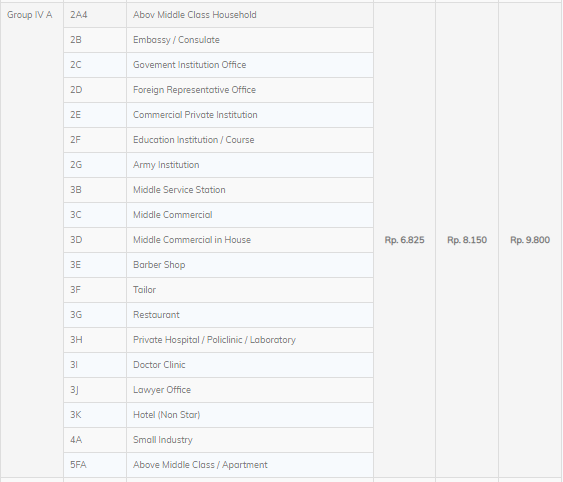 Group IV A 2A4 Abov Middle Class Household
2B Embassy / Consulate
2C Goverment Institution Office
2D Foreign Representative Office
2E Commercial Private Institution
2F Education Institution / Course
2G Army Institution
3B Middle Service Station
3C Middle Commercial
3D Middle Commercial in House Rp. 6.825 Rp. 8.150 Rp. 9.800
3E Barber Shop
3F Tailor
3G Restaurant
3H Private Hospital / Policlinic / Laboratory
3I Doctor Clinic
3J Lawyer Office
3K Hotel (Non Star)
4A Small Industry
5FA Above Middle Class / Apartment